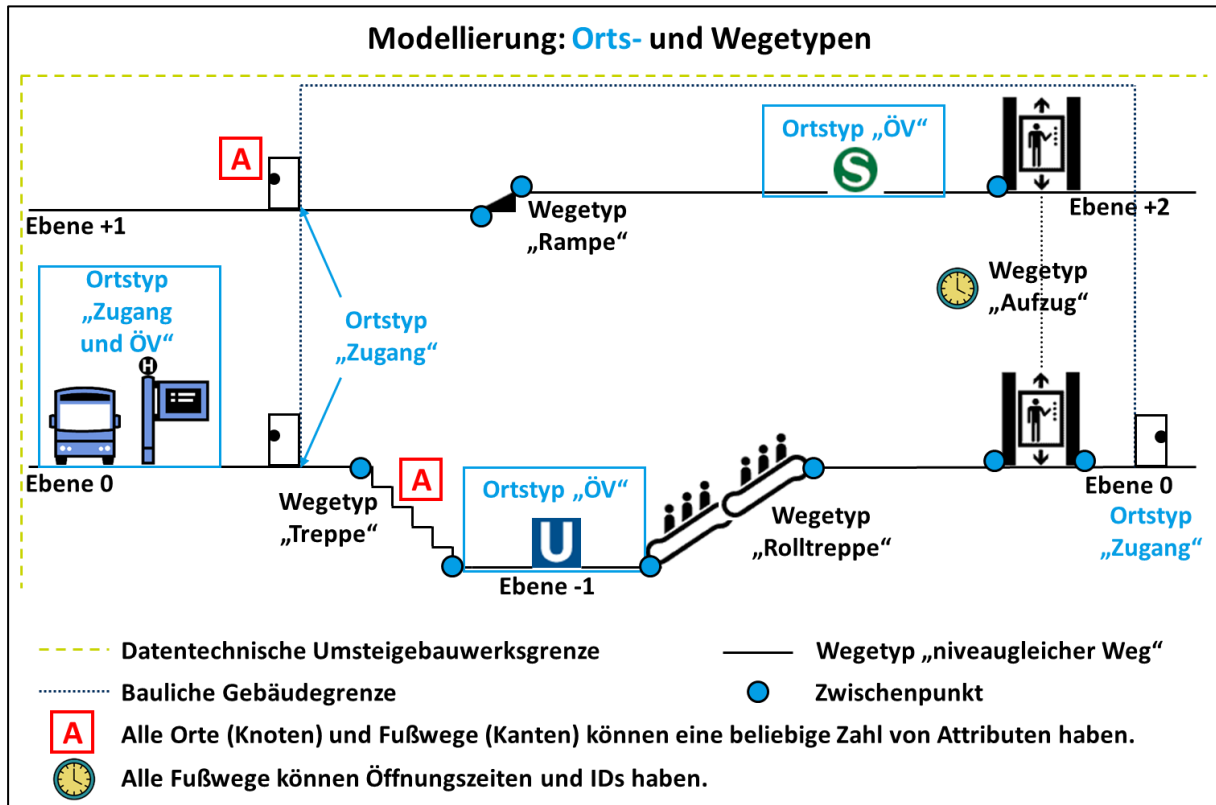 Modellierung: Orts- und Wegetypen
A
Ortstyp „ÖV“
S
Ebene +1
Wegetyp
„Rampe“
Ebene +2
Ortstyp
„Zugang
und ÖV“
H
Ortstyp
„Zugang“
Wegetyp
„Aufzug“
Ebene 0
Wegetyp
„Treppe“
A
Ortstyp „ÖV“
U
Ebene -1
Wegetyp
„Rolltreppe“
Ebene 0
Ortstyp
„Zugang“
Datentechnische Umsteigebauwerksgrenze
Wegetyp „niveaugleicher Weg“
Bauliche Gebäudegrenze
Zwischenpunkt
A Alle Orte (Knoten) und Fußwege (Kanten) können eine beliebige Zahl von Attributen haben.
Alle Fußwege können Öffnungszeiten und IDs haben.